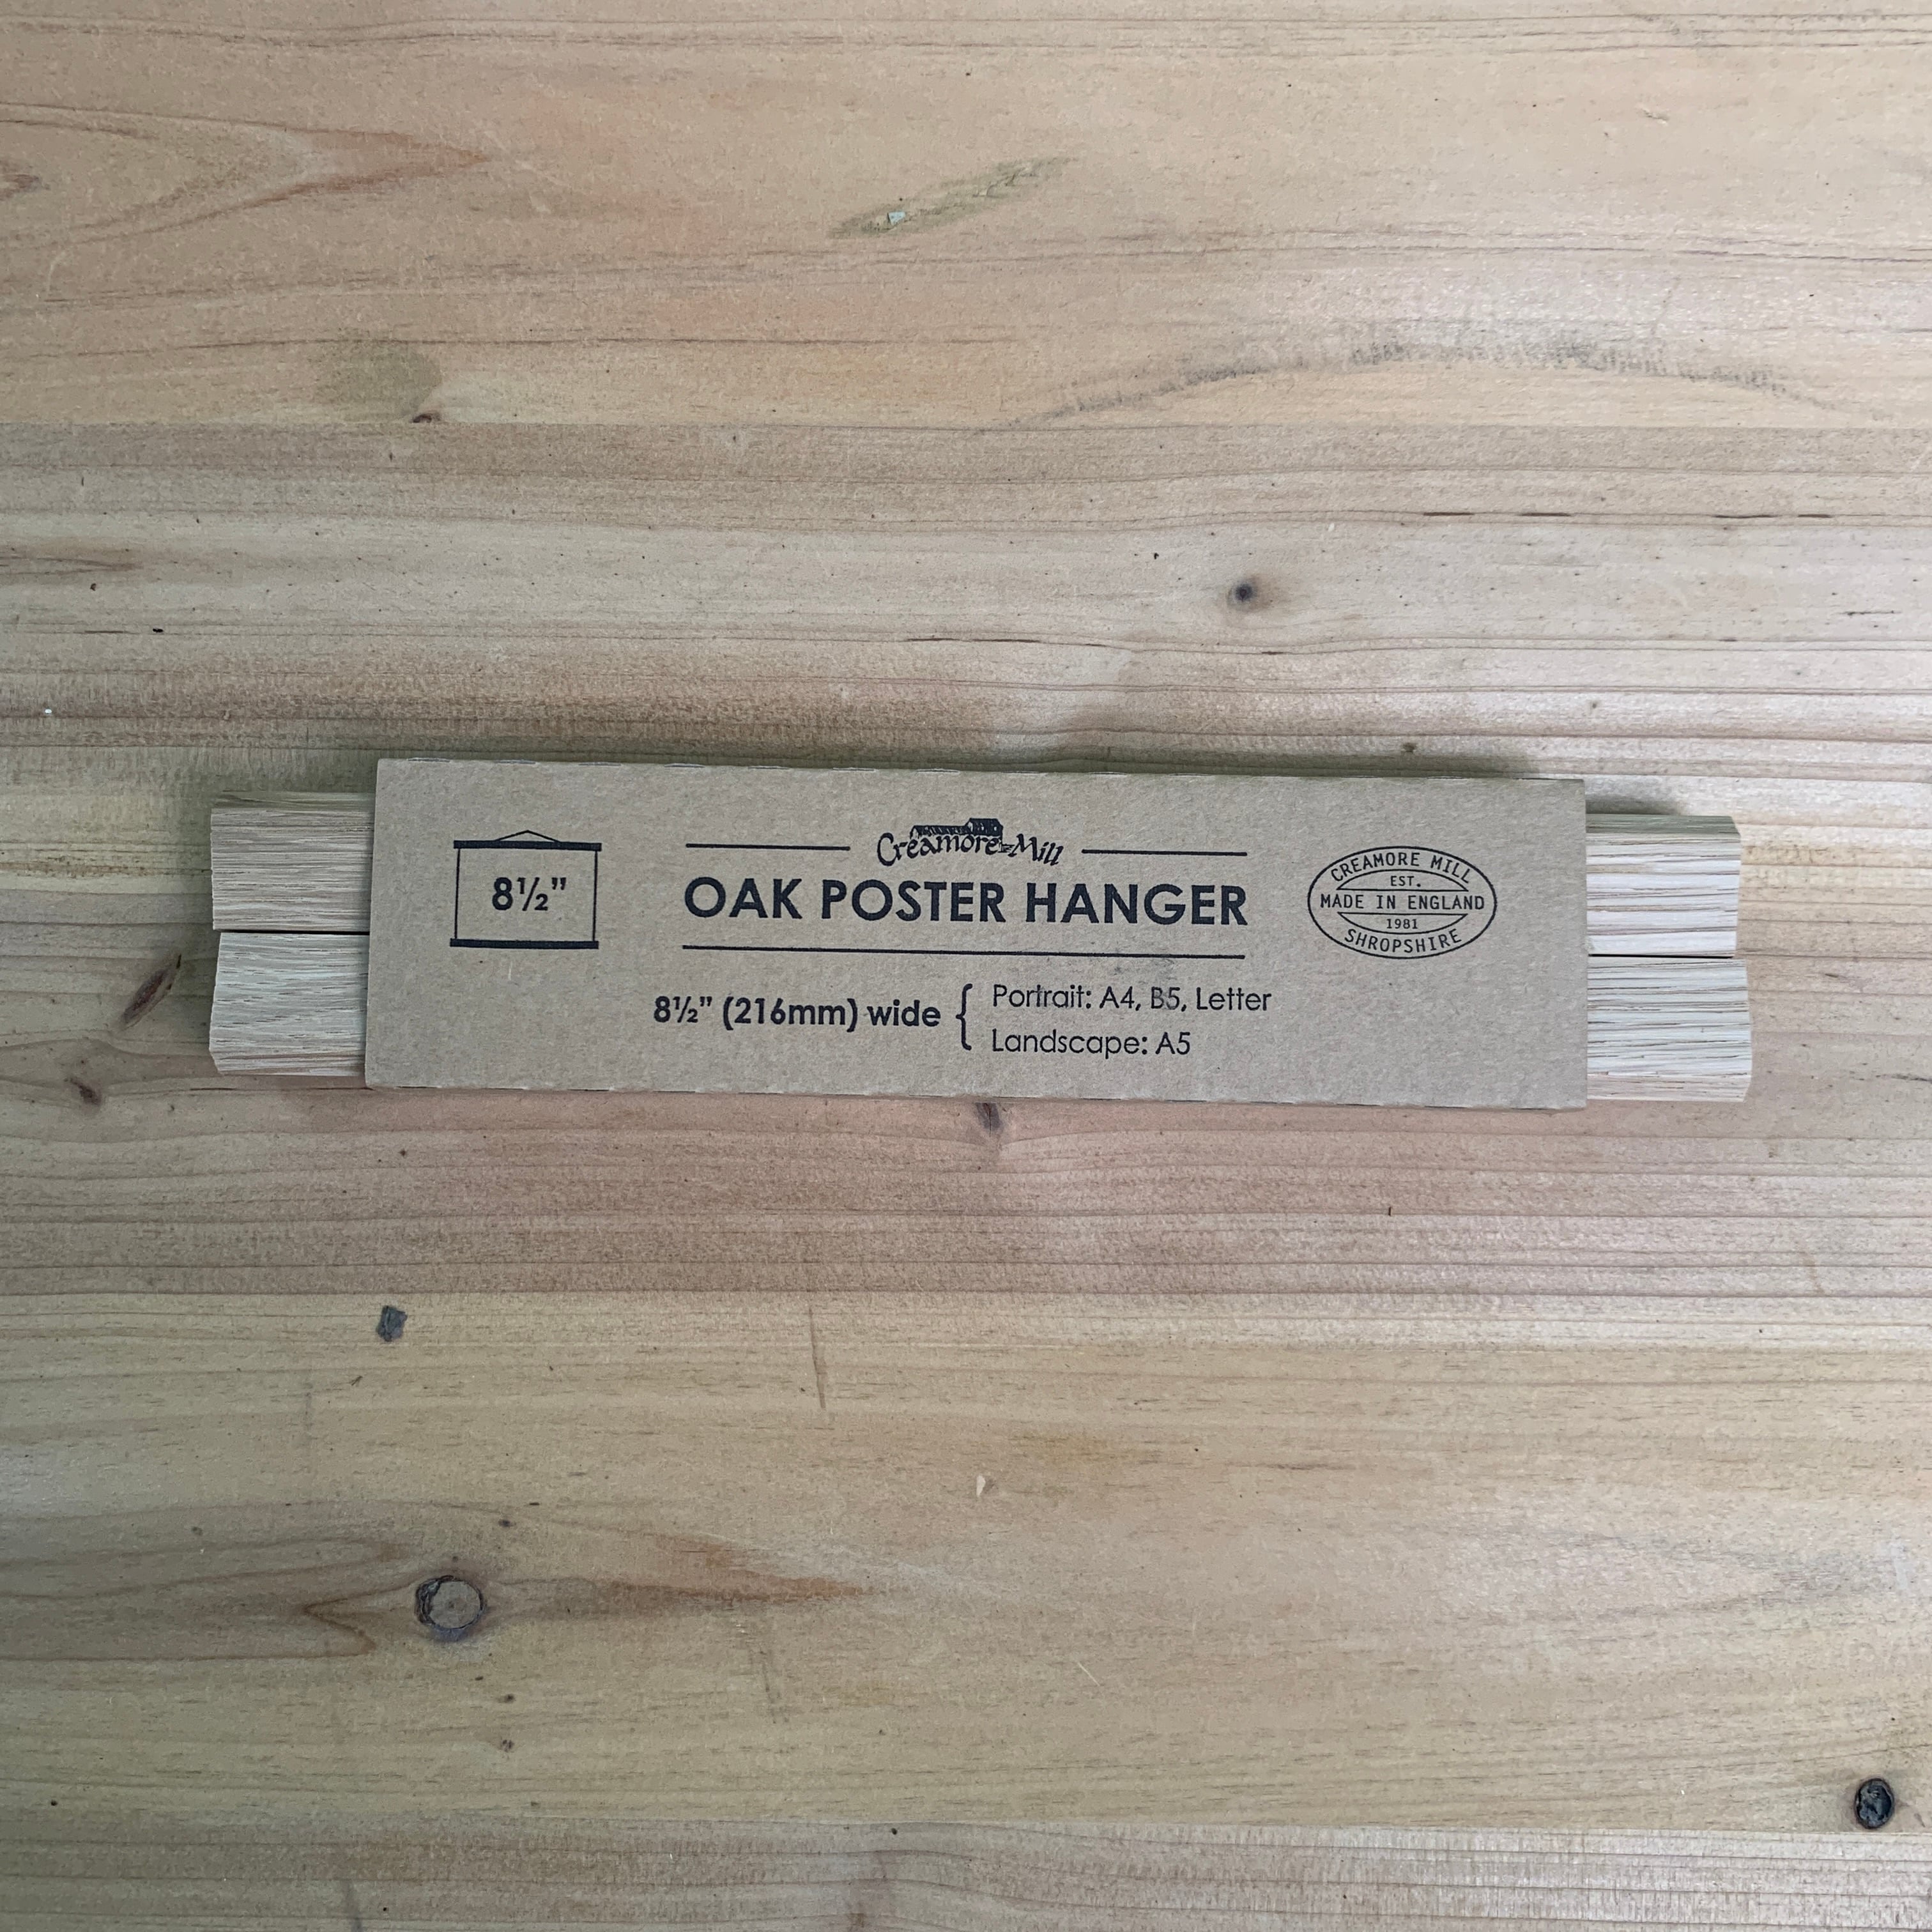 8½”
Creamore Mill
OAK POSTER HANGER
8½” (216mm) wide { Portrait: A4, B5, Letter
Landscape: A5
CREAMORE MILL
EST.
MADE IN ENGLAND
1981
SHROPSHIRE